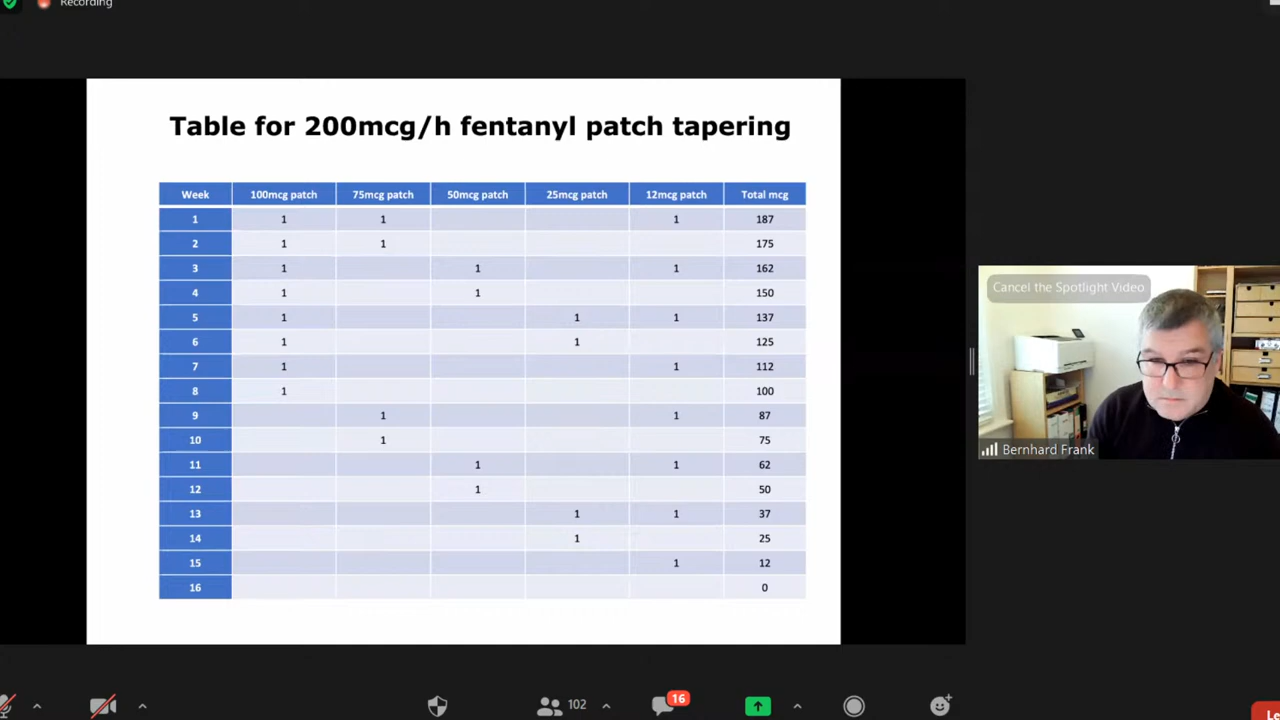 Recording
Table for 200mcg/h fentanyl patch tapering
Week 100mcg patch 75mcg patch 50mcg patch 25mcg patch 12mcg patch Total mcg
1 1 1 1 187
2 1 1 175
3 1 1 1 162
4 1 1 150
5 1 1 1 137
6 1 1 125
7 1 1 112
8 1 100
9 1 1 87
10 1 75
11 1 1 62
12 1 50
13 1 1 37
14 1 25
15 1 12
16 0
Cancel the Spotlight Video
Bernhard Frank
102
16